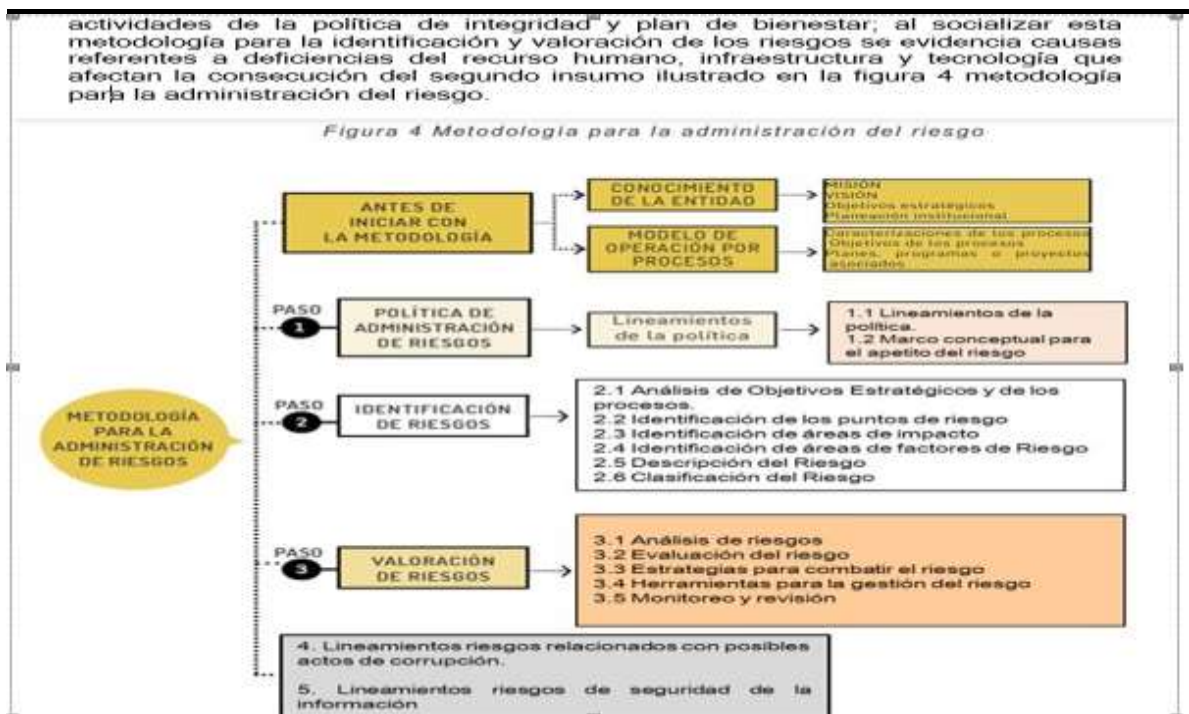 actividades de la política de integridad y plan de bienestar; al socializar esta
metodología para la identificación y valoración de los riesgos se evidencia causas
referentes a deficiencias del recurso humano, infraestructura y tecnología que
afectan la consecución del segundo insumo ilustrado en la figura 4 metodología
para la administración del riesgo.
Figura 4 Metodología para la administración del riesgo
ANTES DE
INICIAR CON
LA METODOLOGÍA
CONOCIMIENTO
DE LA ENTIDAD
MISIÓN
VISIÓN
Objetivos estratégicos
Planeación institucional
MODELO DE
OPERACIÓN POR
PROCESOS
Caracterizaciones de los procesos
Objetivos de los procesos
Planes, programas o proyectos
asociados
PASO
1
POLÍTICA DE
ADMINISTRACIÓN
DE RIESGOS
Lineamientos
de la política
1.1 Lineamientos de la
política.
1.2 Marco conceptual para
el apetito del riesgo
METODOLOGÍA
PARA LA
ADMINISTRACIÓN
DE RIESGOS
PASO
2
IDENTIFICACIÓN
DE RIESGOS
2.1 Análisis de Objetivos Estratégicos y de los
procesos.
2.2 Identificación de los puntos de riesgo
2.3 Identificación de áreas de impacto
2.4 Identificación de áreas de factores de Riesgo
2.5 Descripción del Riesgo
2.6 Clasificación del Riesgo
PASO
3
VALORACIÓN
DE RIESGOS
3.1 Análisis de riesgos
3.2 Evaluación del riesgo
3.3 Estrategias para combatir el riesgo
3.4 Herramientas para la gestión del riesgo
3.5 Monitoreo y revisión
4. Lineamientos riesgos relacionados con posibles
actos de corrupción.
5. Lineamientos riesgos de seguridad de la
información